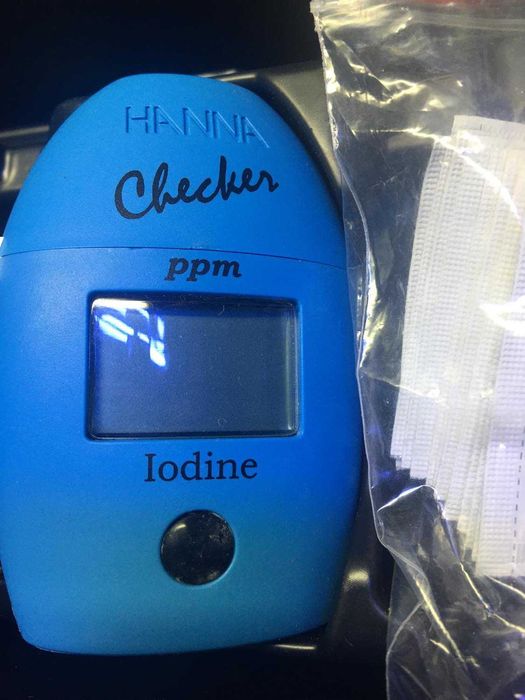 HANNA
Checker
ppm
Iodine